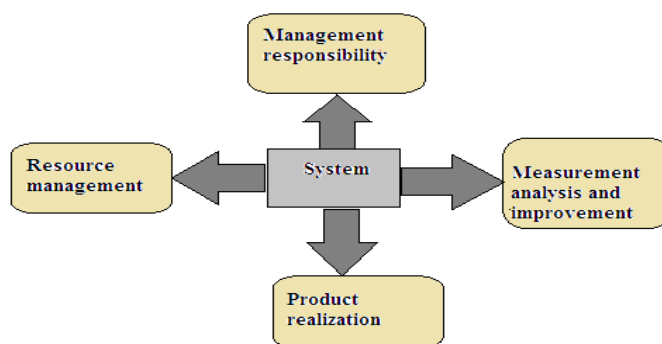 Management
responsibility
Resource
management
System
Measurement
analysis and
improvement
Product
realization